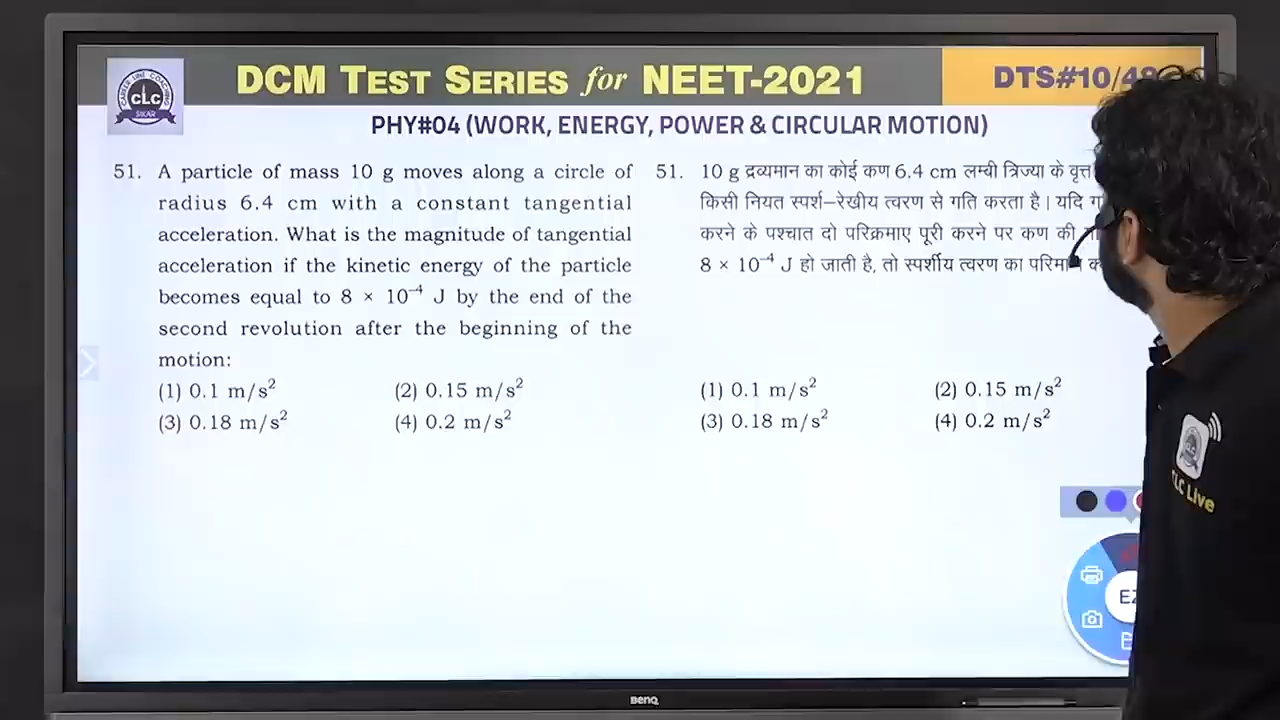 DCM TEST SERIES for NEET-2021
DTS#10/4
CAREER LINE COACHING
CLC
SIKAR
PHY#04 (WORK, ENERGY, POWER & CIRCULAR MOTION)
51. A particle of mass 10 g moves along a circle of
radius 6.4 cm with a constant tangential
acceleration. What is the magnitude of tangential
acceleration if the kinetic energy of the particle
becomes equal to 8 × 10⁻⁴ J by the end of the
second revolution after the beginning of the
motion:
(1) 0.1 m/s² (2) 0.15 m/s²
(3) 0.18 m/s² (4) 0.2 m/s²
51. 10 g द्रव्यमान का कोई कण 6.4 cm लम्बी त्रिज्या के वृत्त
किसी नियत स्पर्श–रेखीय त्वरण से गति करता है। यदि
करने के पश्चात दो परिक्रमाए पूरी करने पर कण की
8 × 10⁻⁴ J हो जाती है, तो स्पर्शीय त्वरण का परिमाण
(1) 0.1 m/s² (2) 0.15 m/s²
(3) 0.18 m/s² (4) 0.2 m/s²
CLC Live
EZ
BenQ